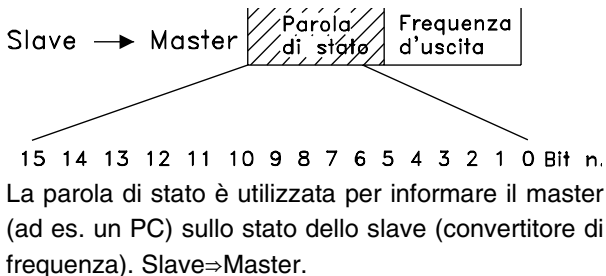 Slave → Master Parola di stato Frequenza d'uscita
15 14 13 12 11 10 9 8 7 6 5 4 3 2 1 0 Bit n.
La parola di stato è utilizzata per informare il master
(ad es. un PC) sullo stato dello slave (convertitore di
frequenza). Slave⇒Master.